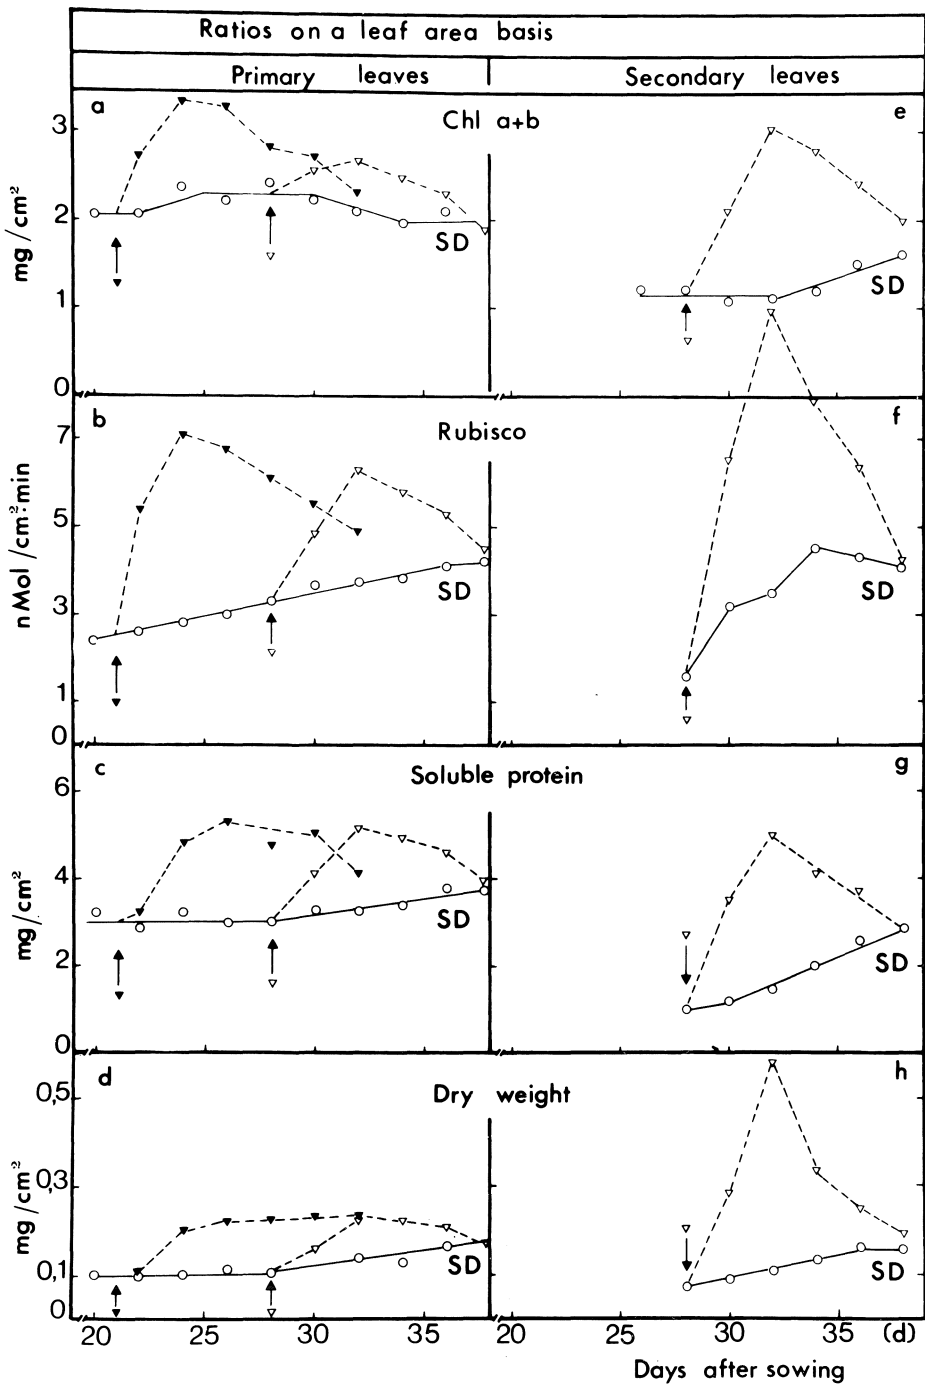 Ratios on a leaf area basis
Primary leaves
Secondary leaves
a
Chl a+b
e
3
2
1
0
mg/cm²
SD
SD
b
Rubisco
f
7
5
3
1
0
nMol/cm²·min
SD
SD
c
Soluble protein
g
6
4
2
0
mg/cm²
SD
SD
d
Dry weight
h
0,5
0,3
0,1
0
mg/cm²
SD
SD
20 25 30 35 20 25 30 35 (d)
Days after sowing